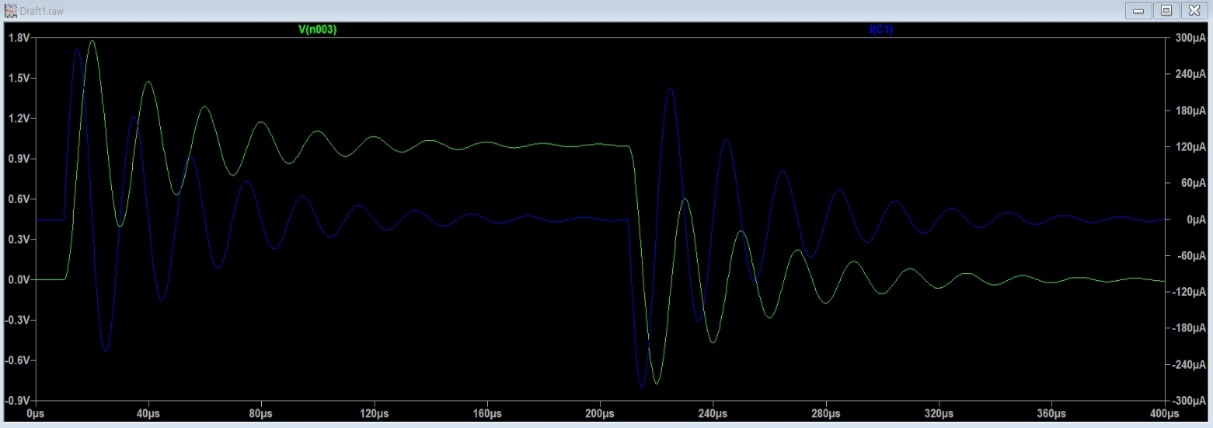 Draft1.raw
V(n003) I(C1)
1.8V 300µA
1.5V 240µA
180µA
1.2V
120µA
0.9V
60µA
0.6V
0µA
0.3V
-60µA
0.0V
-120µA
-0.3V
-180µA
-0.6V -240µA
-0.9V -300µA
0µs 40µs 80µs 120µs 160µs 200µs 240µs 280µs 320µs 360µs 400µs